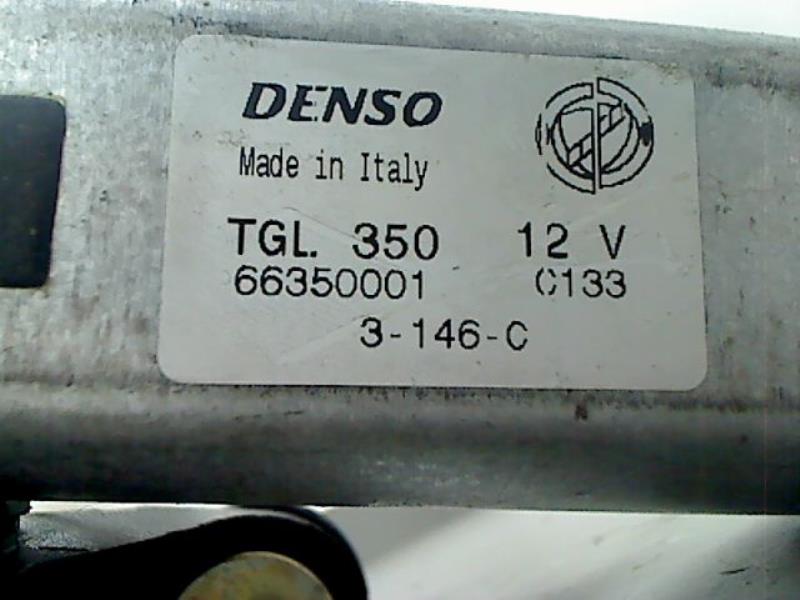 DENSO
Made in Italy
TGL. 350 12 V
66350001 C133
3-146-C